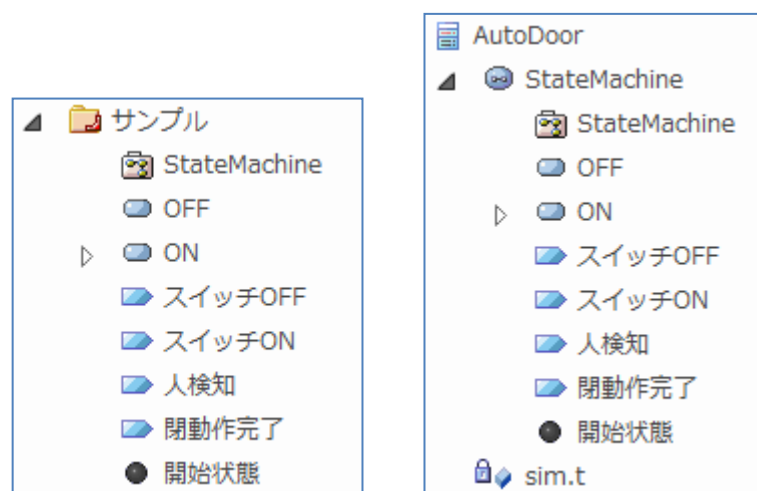 サンプル
StateMachine
OFF
ON
スイッチOFF
スイッチON
人検知
閉動作完了
開始状態
AutoDoor
StateMachine
StateMachine
OFF
ON
スイッチOFF
スイッチON
人検知
閉動作完了
開始状態
sim.t